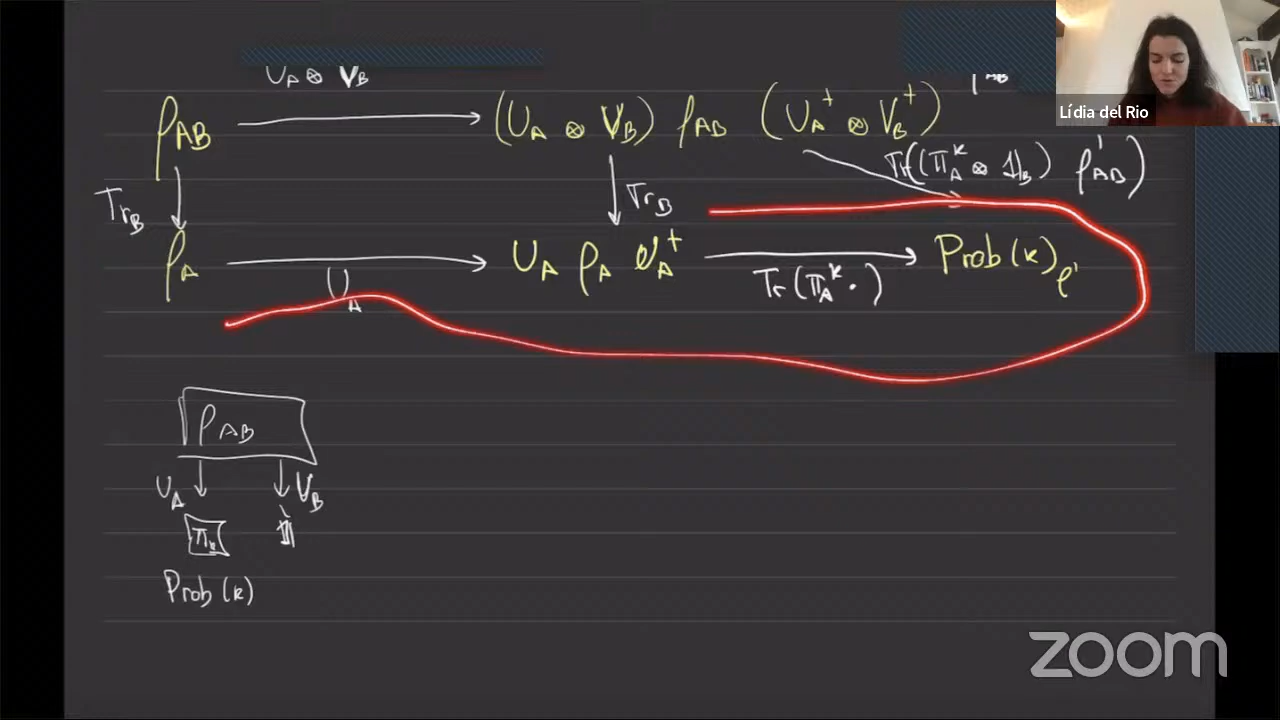 U_A ⊗ V_B
ρ_AB → (U_A ⊗ V_B) ρ_AB (U_A^† ⊗ V_B^†)
Lídia del Rio
Tr_B
Tr_B
Tr((π_A^k ⊗ 𝟙_B) ρ'_AB)
ρ_A → U_A ρ_A U_A^† → Prob(k)_ρ'
U_A
Tr(π_A^k ·)
ρ_AB
U_A V_B
π_k 𝟙
Prob(k)
zoom